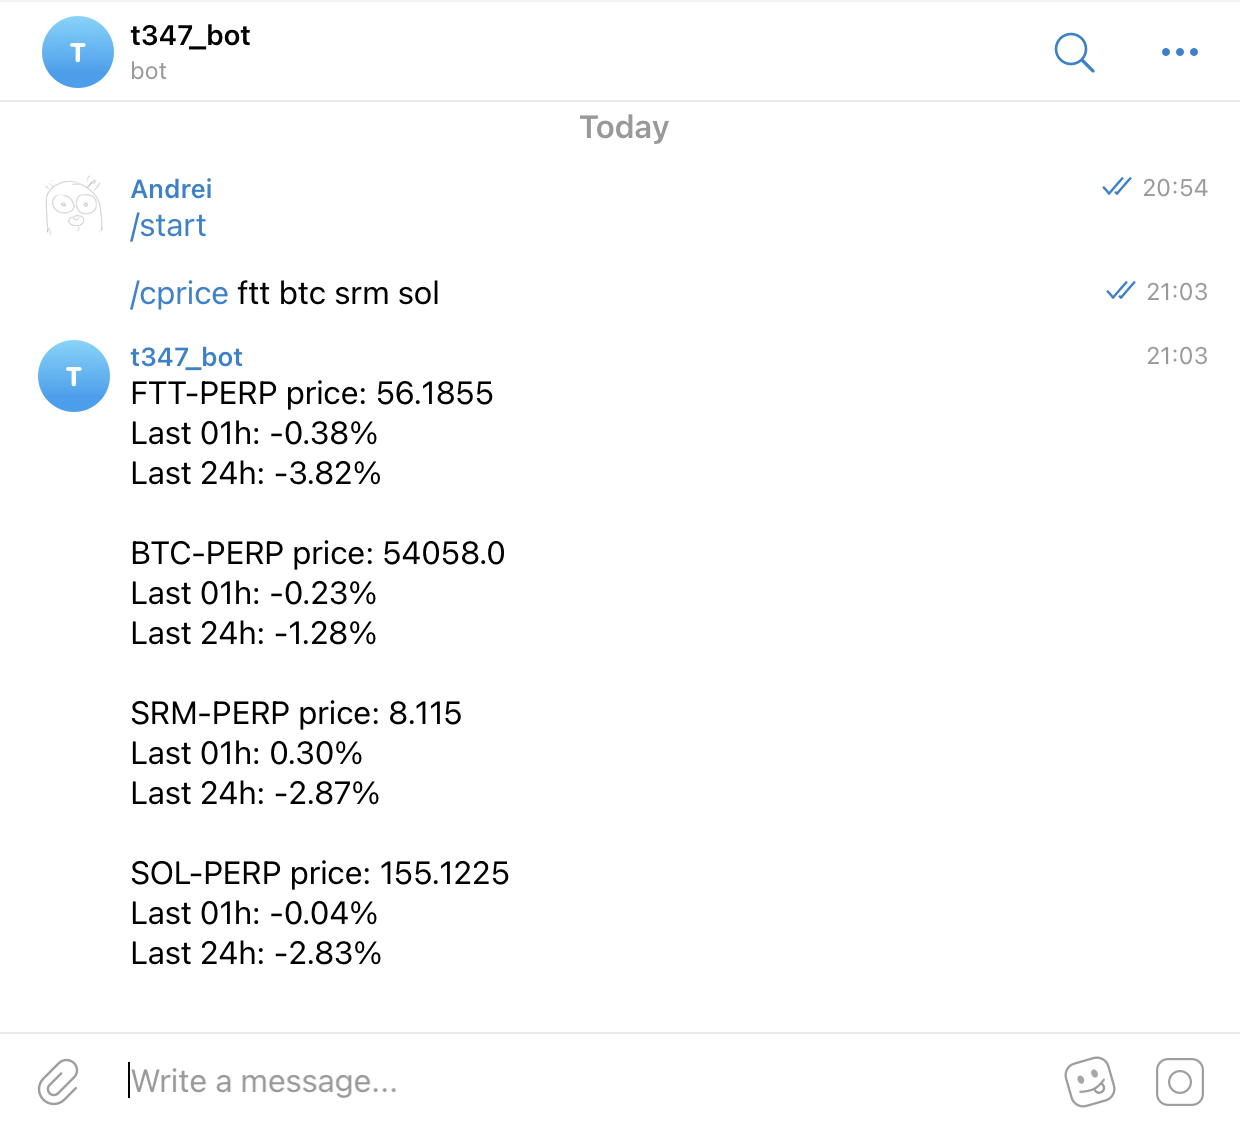 T
t347_bot
bot
Today
Andrei
20:54
/start
/cprice ftt btc srm sol
21:03
T
t347_bot
21:03
FTT-PERP price: 56.1855
Last 01h: -0.38%
Last 24h: -3.82%
BTC-PERP price: 54058.0
Last 01h: -0.23%
Last 24h: -1.28%
SRM-PERP price: 8.115
Last 01h: 0.30%
Last 24h: -2.87%
SOL-PERP price: 155.1225
Last 01h: -0.04%
Last 24h: -2.83%
Write a message...